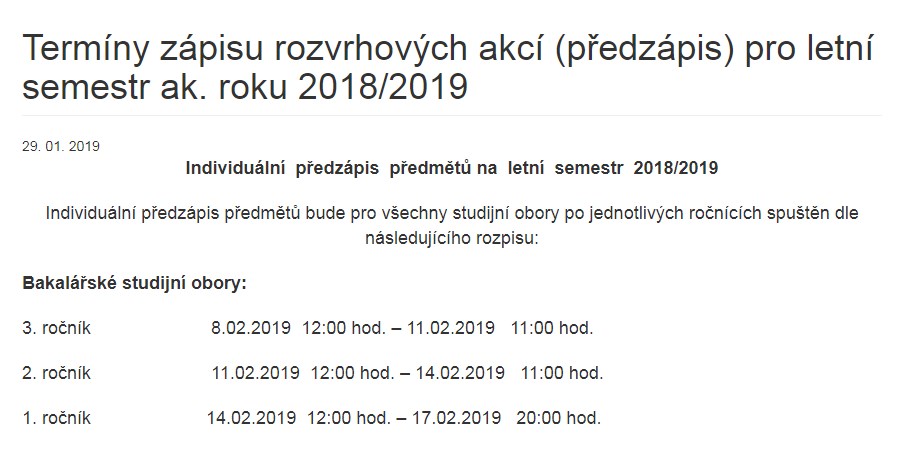 Termíny zápisu rozvrhových akcí (předzápis) pro letní
semestr ak. roku 2018/2019
29. 01. 2019
Individuální předzápis předmětů na letní semestr 2018/2019
Individuální předzápis předmětů bude pro všechny studijní obory po jednotlivých ročnících spuštěn dle
následujícího rozpisu:
Bakalářské studijní obory:
3. ročník 8.02.2019 12:00 hod. – 11.02.2019 11:00 hod.
2. ročník 11.02.2019 12:00 hod. – 14.02.2019 11:00 hod.
1. ročník 14.02.2019 12:00 hod. – 17.02.2019 20:00 hod.